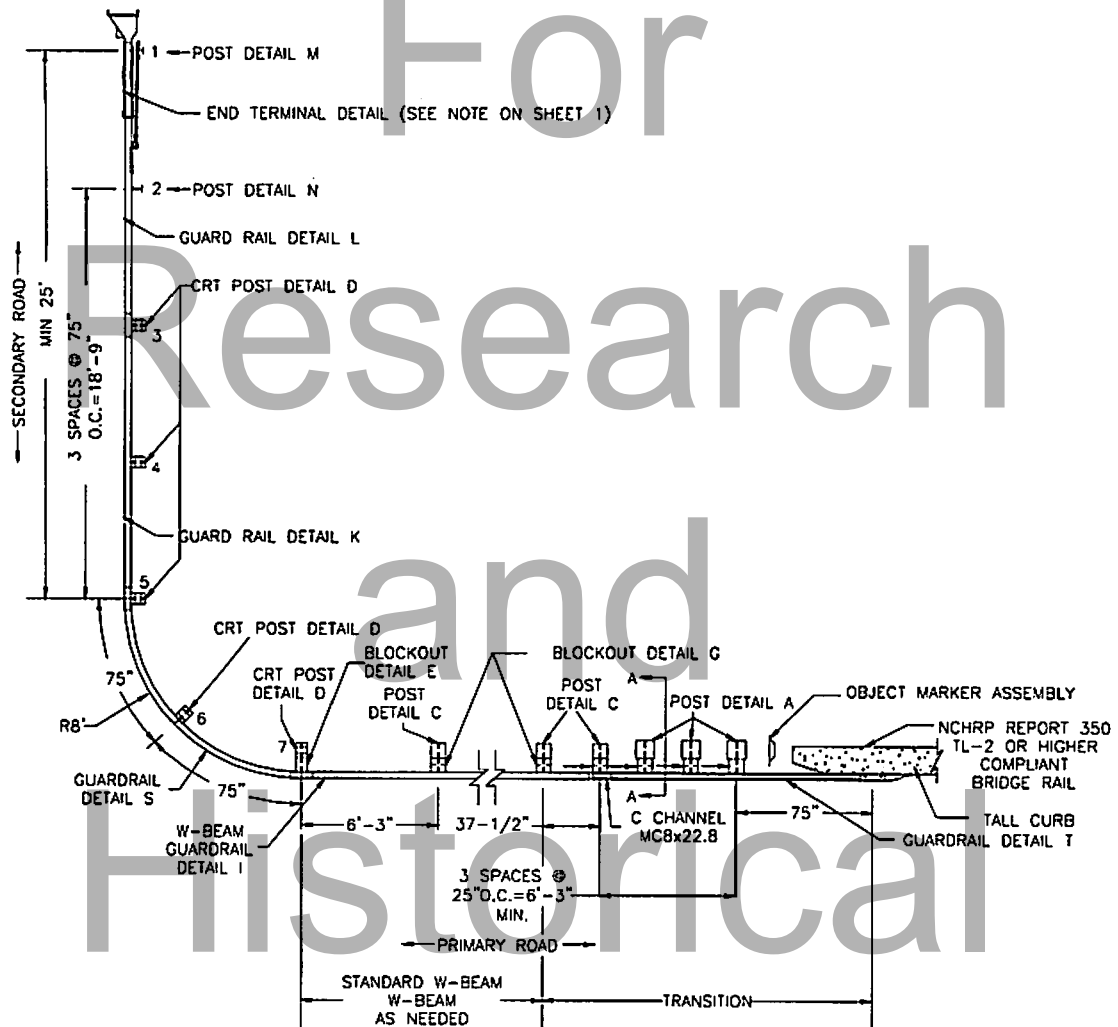 For
Research
and
Historical
1
POST DETAIL M
END TERMINAL DETAIL (SEE NOTE ON SHEET 1)
2
POST DETAIL N
GUARD RAIL DETAIL L
CRT POST DETAIL D
3
SECONDARY ROAD
MIN 25'
3 SPACES @ 75"
O.C.=18'-9"
4
GUARD RAIL DETAIL K
5
CRT POST DETAIL D
75"
R8'
6
GUARDRAIL
DETAIL S
75"
CRT POST
DETAIL D
7
BLOCKOUT
DETAIL E
POST
DETAIL C
BLOCKOUT DETAIL G
POST
DETAIL C
A
POST DETAIL A
OBJECT MARKER ASSEMBLY
NCHRP REPORT 350
TL-2 OR HIGHER
COMPLIANT
BRIDGE RAIL
W-BEAM
GUARDRAIL
DETAIL I
6'-3"
37-1/2"
A
C CHANNEL
MC8x22.8
75"
TALL CURB
GUARDRAIL DETAIL T
3 SPACES @
25"O.C.=6'-3"
MIN.
PRIMARY ROAD
STANDARD W-BEAM
W-BEAM
AS NEEDED
TRANSITION